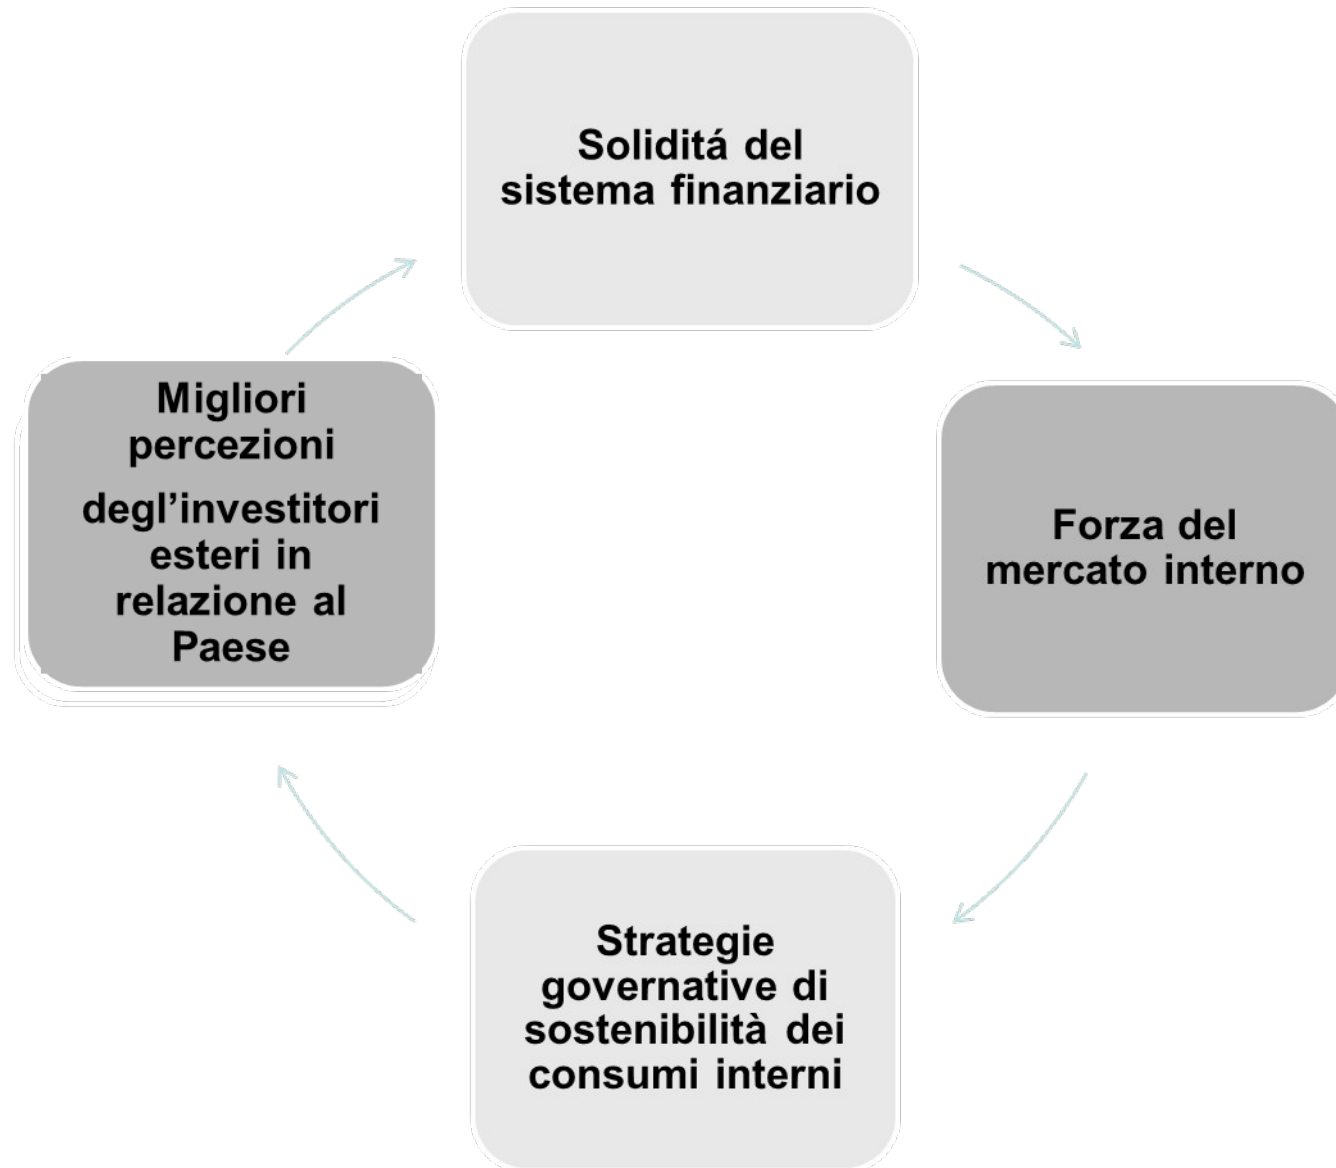 Soliditá del
sistema finanziario
Migliori
percezioni
degl’investitori
esteri in
relazione al
Paese
Forza del
mercato interno
Strategie
governative di
sostenibilità dei
consumi interni